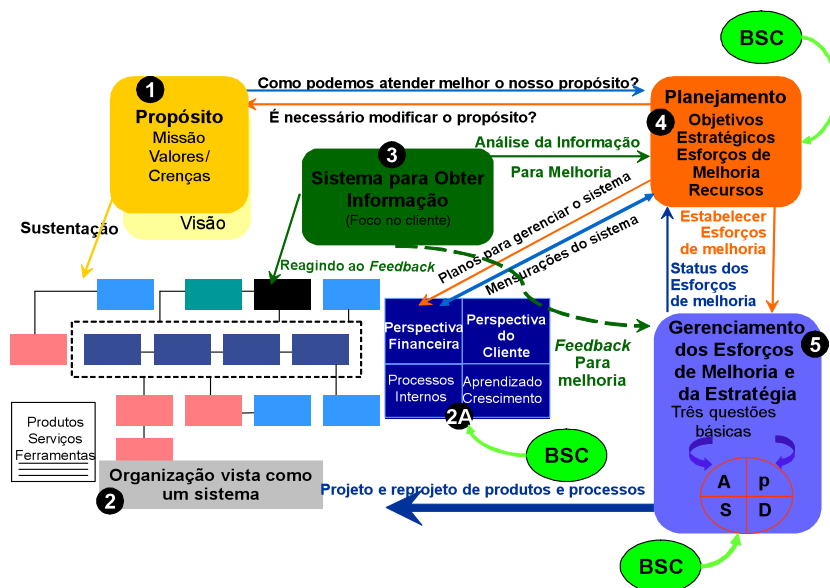 BSC
1
Propósito
Missão
Valores/
Crenças
Visão
Como podemos atender melhor o nosso propósito?
É necessário modificar o propósito?
Planejamento
4
Objetivos
Estratégicos
Esforços de
Melhoria
Recursos
3
Sistema para Obter
Informação
(Foco no cliente)
Análise da Informação
Para Melhoria
Sustentação
Reagindo ao Feedback
Planos para gerenciar o sistema
Mensurações do sistema
Estabelecer
Esforços
de melhoria
Status dos
Esforços
de melhoria
Perspectiva
Financeira
Perspectiva
do
Cliente
Processos
Internos
Aprendizado
Crescimento
2A
BSC
Feedback
Para
melhoria
5
Gerenciamento
dos Esforços
de Melhoria e
da Estratégia
Três questões
básicas
A
p
S
D
BSC
Produtos
Serviços
Ferramentas
2
Organização vista como
um sistema
Projeto e reprojeto de produtos e processos